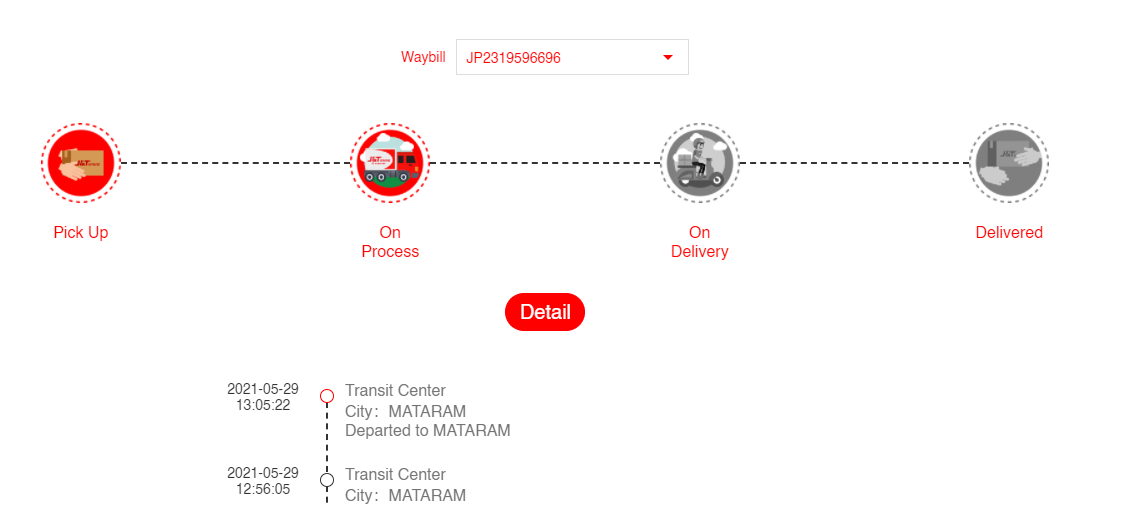 Waybill JP2319596696
J&T
J&T
J&T
Pick Up
On
Process
On
Delivery
Delivered
Detail
2021-05-29
13:05:22
Transit Center
City：MATARAM
Departed to MATARAM
2021-05-29
12:56:05
Transit Center
City：MATARAM